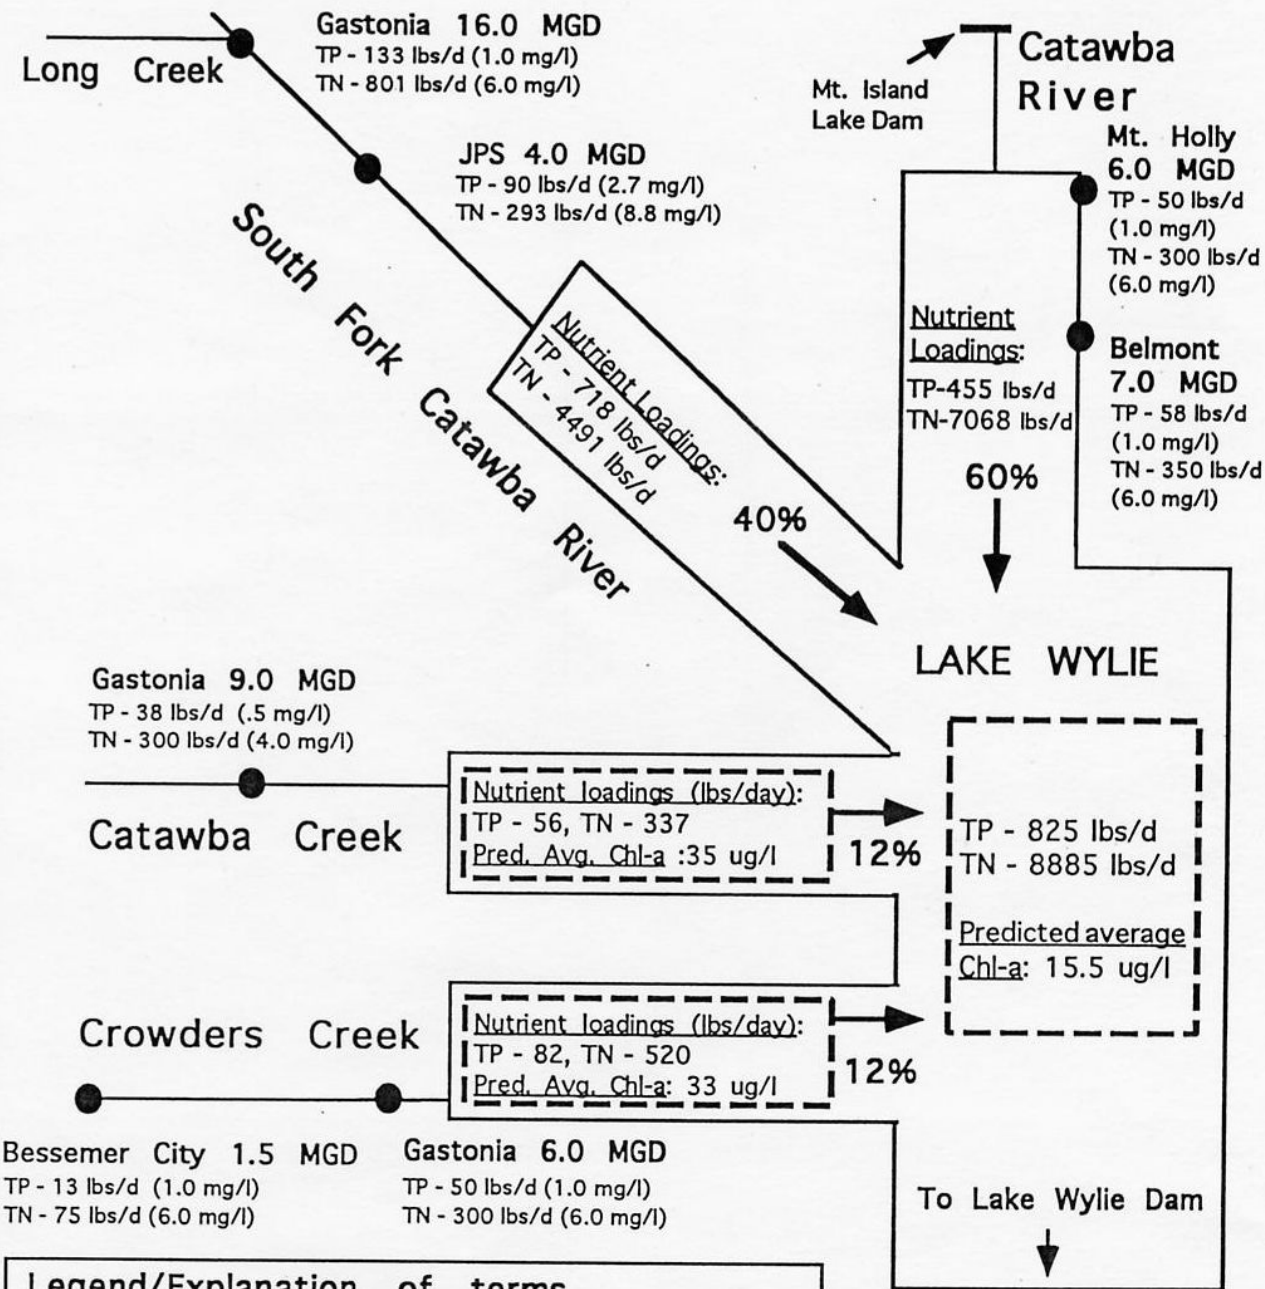 Gastonia 16.0 MGD
TP - 133 lbs/d (1.0 mg/l)
TN - 801 lbs/d (6.0 mg/l)
Long Creek
JPS 4.0 MGD
TP - 90 lbs/d (2.7 mg/l)
TN - 293 lbs/d (8.8 mg/l)
South Fork Catawba River
Nutrient Loadings:
TP - 718 lbs/d
TN - 4491 lbs/d
40%
Mt. Island
Lake Dam
Catawba
River
Mt. Holly
6.0 MGD
TP - 50 lbs/d
(1.0 mg/l)
TN - 300 lbs/d
(6.0 mg/l)
Nutrient
Loadings:
TP-455 lbs/d
TN-7068 lbs/d
60%
Belmont
7.0 MGD
TP - 58 lbs/d
(1.0 mg/l)
TN - 350 lbs/d
(6.0 mg/l)
LAKE WYLIE
Gastonia 9.0 MGD
TP - 38 lbs/d (.5 mg/l)
TN - 300 lbs/d (4.0 mg/l)
Catawba Creek
Nutrient loadings (lbs/day):
TP - 56, TN - 337
Pred. Avg. Chl-a :35 ug/l
12%
TP - 825 lbs/d
TN - 8885 lbs/d
Predicted average
Chl-a: 15.5 ug/l
Crowders Creek
Nutrient loadings (lbs/day):
TP - 82, TN - 520
Pred. Avg. Chl-a: 33 ug/l
12%
Bessemer City 1.5 MGD
TP - 13 lbs/d (1.0 mg/l)
TN - 75 lbs/d (6.0 mg/l)
Gastonia 6.0 MGD
TP - 50 lbs/d (1.0 mg/l)
TN - 300 lbs/d (6.0 mg/l)
To Lake Wylie Dam
Legend/Explanation of terms